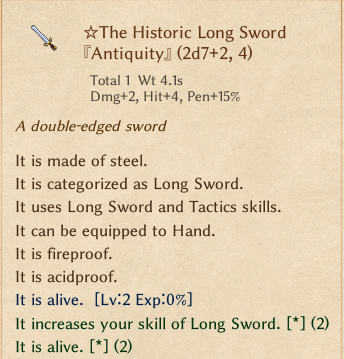 ☆The Historic Long Sword
『Antiquity』 (2d7+2, 4)
Total 1 Wt 4.1s
Dmg+2, Hit+4, Pen+15%
A double-edged sword
It is made of steel.
It is categorized as Long Sword.
It uses Long Sword and Tactics skills.
It can be equipped to Hand.
It is fireproof.
It is acidproof.
It is alive. [Lv:2 Exp:0%]
It increases your skill of Long Sword. [*] (2)
It is alive. [*] (2)